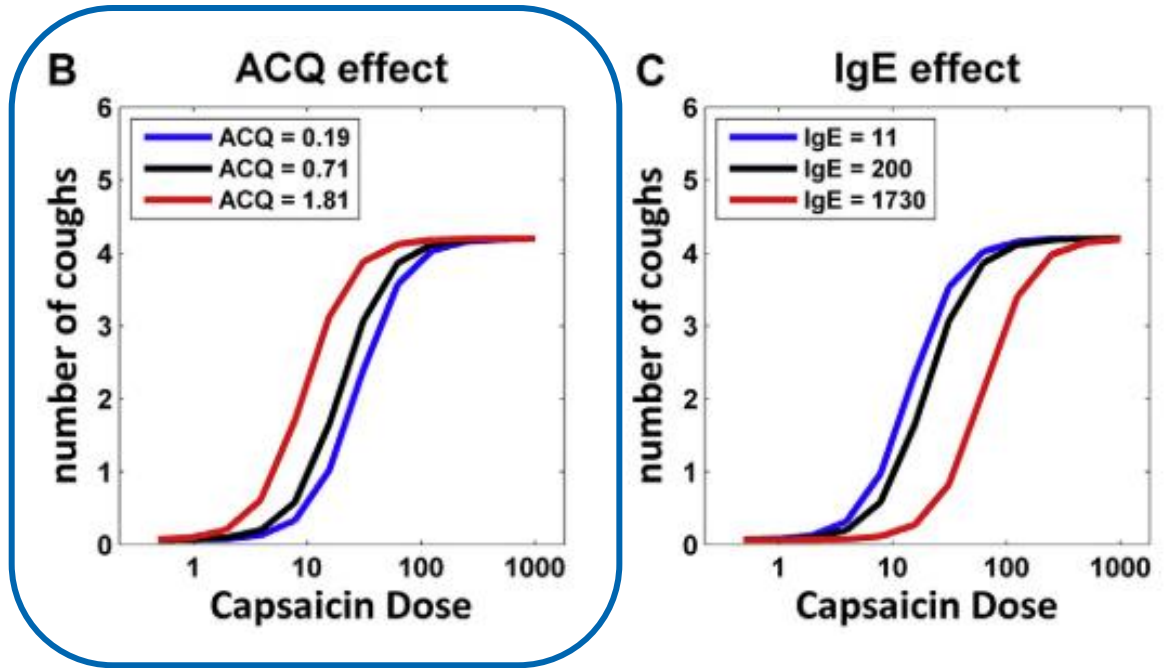 B ACQ effect
6
5
4
3
2
1
0
ACQ = 0.19
ACQ = 0.71
ACQ = 1.81
number of coughs
1 10 100 1000
Capsaicin Dose
C IgE effect
6
5
4
3
2
1
0
IgE = 11
IgE = 200
IgE = 1730
number of coughs
1 10 100 1000
Capsaicin Dose